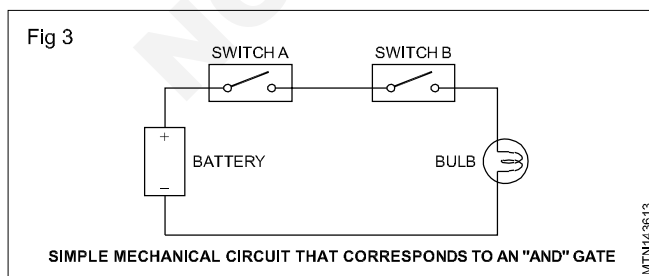 Fig 3
SWITCH A SWITCH B
+
BATTERY BULB
–
SIMPLE MECHANICAL CIRCUIT THAT CORRESPONDS TO AN "AND" GATE
MTN143613